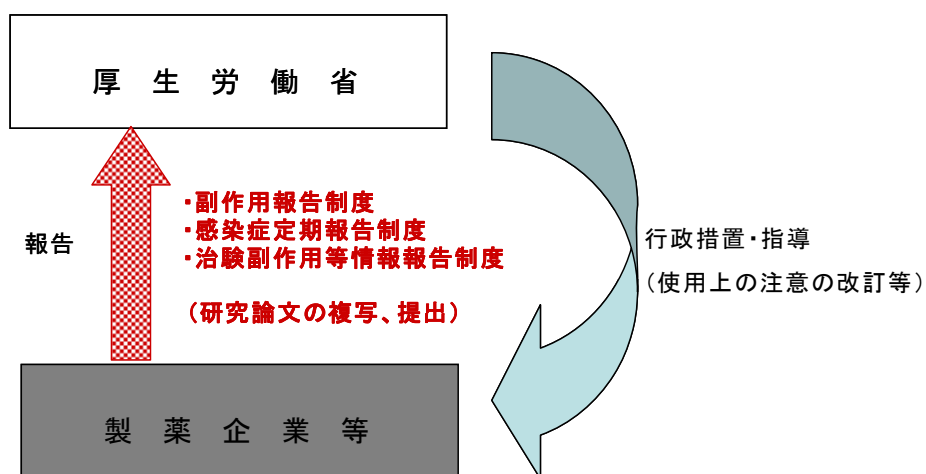 厚 生 労 働 省
報告
・副作用報告制度
・感染症定期報告制度
・治験副作用等情報報告制度
（研究論文の複写、提出）
行政措置・指導
（使用上の注意の改訂等）
製 薬 企 業 等